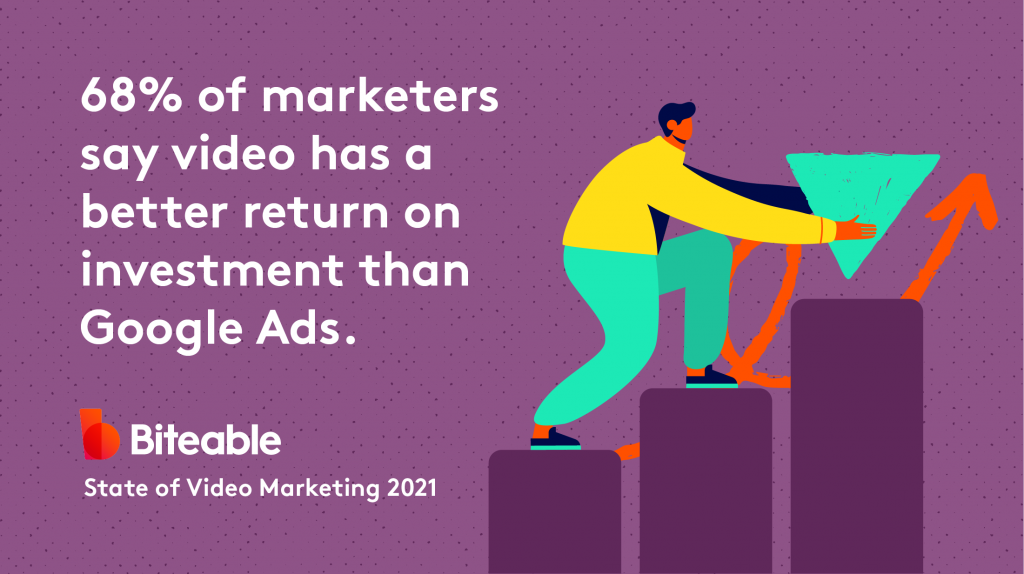 68% of marketers
say video has a
better return on
investment than
Google Ads.
Biteable
State of Video Marketing 2021